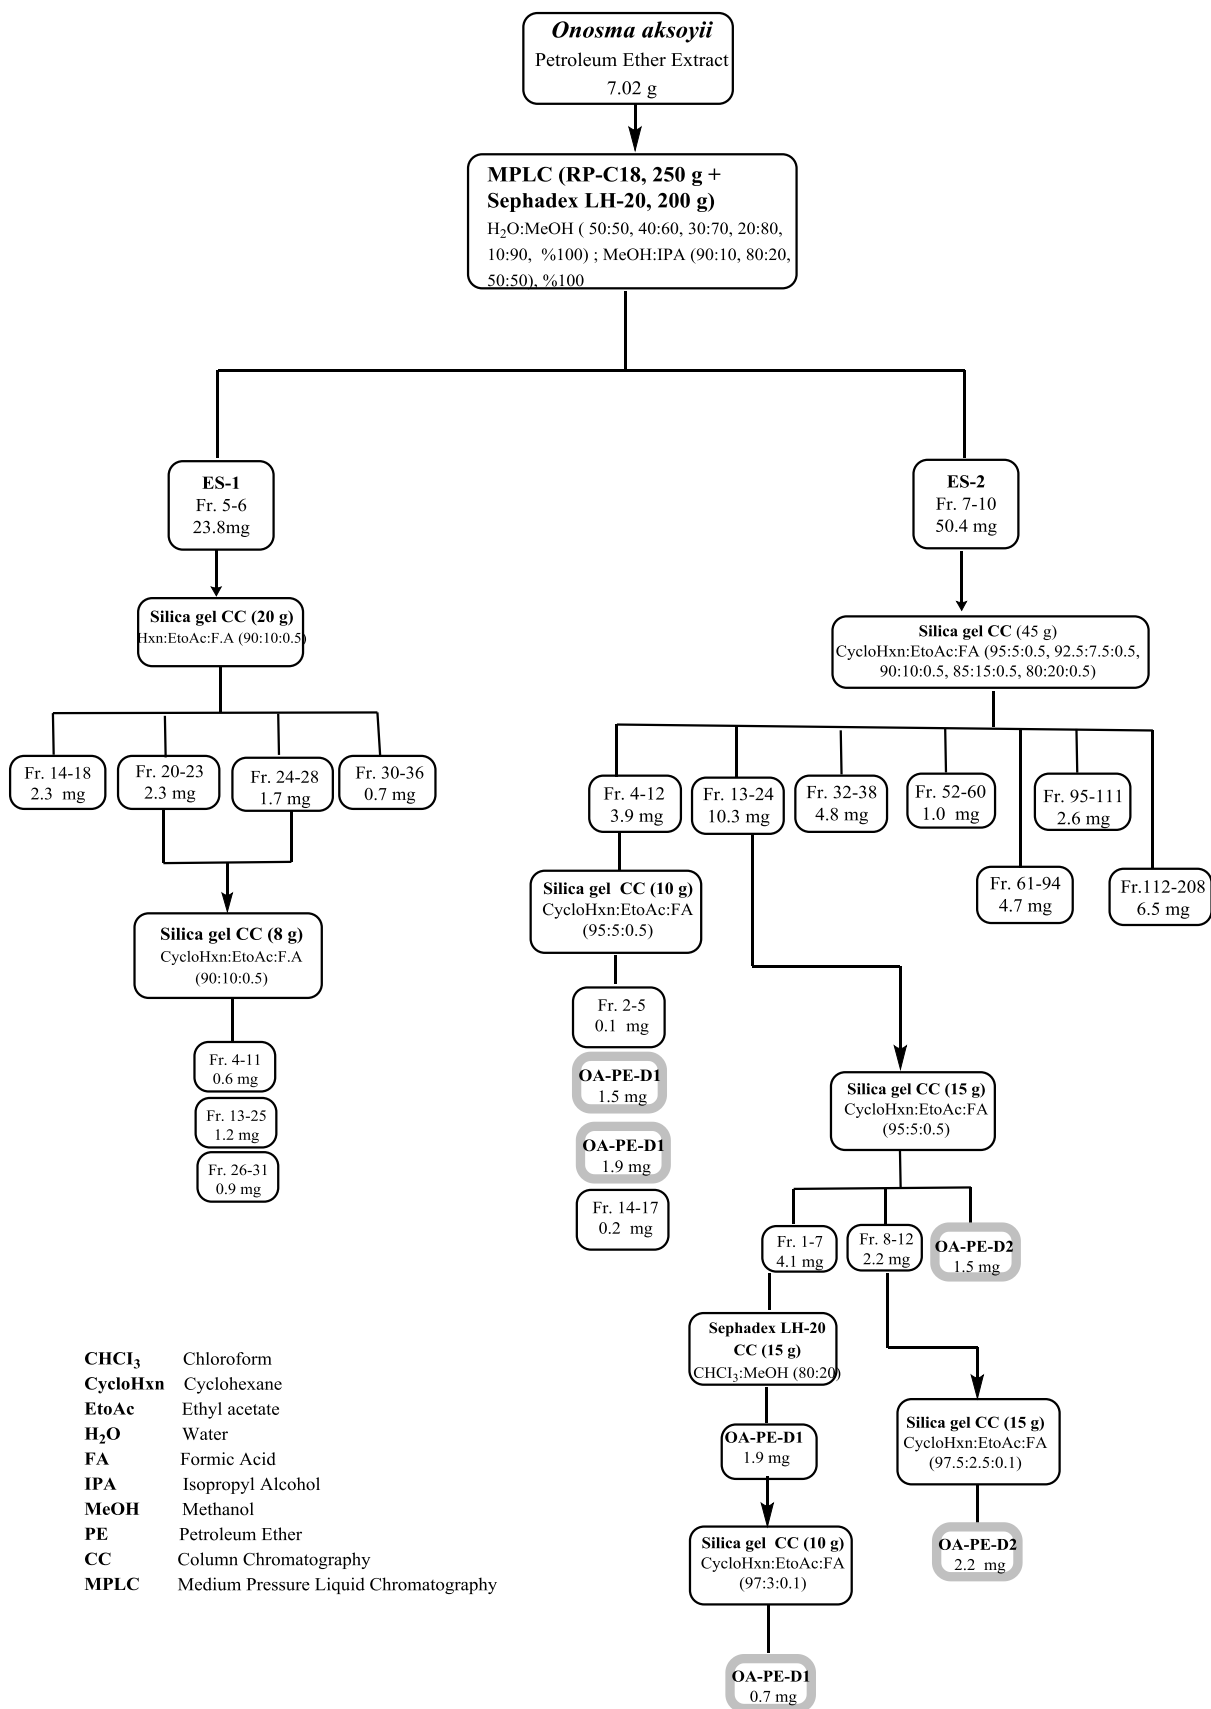 Onosma aksoyii
Petroleum Ether Extract
7.02 g
MPLC (RP-C18, 250 g +
Sephadex LH-20, 200 g)
H₂O:MeOH ( 50:50, 40:60, 30:70, 20:80,
10:90, %100) ; MeOH:IPA (90:10, 80:20,
50:50), %100
ES-1
Fr. 5-6
23.8mg
ES-2
Fr. 7-10
50.4 mg
Silica gel CC (20 g)
Hxn:EtoAc:F.A (90:10:0.5)
Silica gel CC (45 g)
CycloHxn:EtoAc:FA (95:5:0.5, 92.5:7.5:0.5,
90:10:0.5, 85:15:0.5, 80:20:0.5)
Fr. 14-18
2.3 mg
Fr. 20-23
2.3 mg
Fr. 24-28
1.7 mg
Fr. 30-36
0.7 mg
Fr. 4-12
3.9 mg
Fr. 13-24
10.3 mg
Fr. 32-38
4.8 mg
Fr. 52-60
1.0 mg
Fr. 95-111
2.6 mg
Fr. 61-94
4.7 mg
Fr.112-208
6.5 mg
Silica gel CC (8 g)
CycloHxn:EtoAc:F.A
(90:10:0.5)
Fr. 4-11
0.6 mg
Fr. 13-25
1.2 mg
Fr. 26-31
0.9 mg
Silica gel CC (10 g)
CycloHxn:EtoAc:FA
(95:5:0.5)
Fr. 2-5
0.1 mg
OA-PE-D1
1.5 mg
OA-PE-D1
1.9 mg
Fr. 14-17
0.2 mg
Silica gel CC (15 g)
CycloHxn:EtoAc:FA
(95:5:0.5)
Fr. 1-7
4.1 mg
Fr. 8-12
2.2 mg
OA-PE-D2
1.5 mg
Sephadex LH-20
CC (15 g)
CHCI₃:MeOH (80:20)
OA-PE-D1
1.9 mg
Silica gel CC (10 g)
CycloHxn:EtoAc:FA
(97:3:0.1)
OA-PE-D1
0.7 mg
Silica gel CC (15 g)
CycloHxn:EtoAc:FA
(97.5:2.5:0.1)
OA-PE-D2
2.2 mg
CHCI₃ Chloroform
CycloHxn Cyclohexane
EtoAc Ethyl acetate
H₂O Water
FA Formic Acid
IPA Isopropyl Alcohol
MeOH Methanol
PE Petroleum Ether
CC Column Chromatography
MPLC Medium Pressure Liquid Chromatography